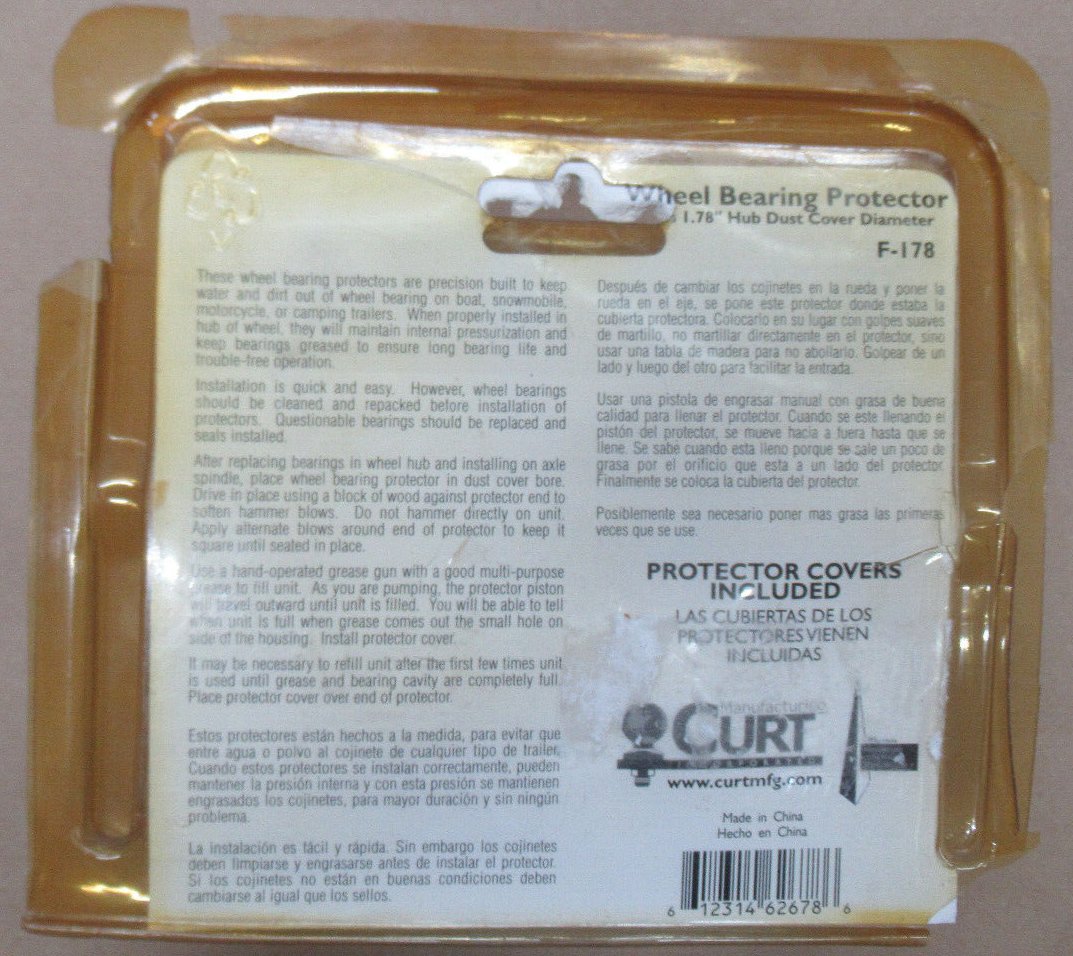 Wheel Bearing Protector
1.78" Hub Dust Cover Diameter
F-178
These wheel bearing protectors are precision built to keep
water and dirt out of wheel bearing on boat, snowmobile,
motorcycle, or camping trailers. When properly installed in
hub of wheel, they will maintain internal pressurization and
keep bearings greased to ensure long bearing life and
trouble-free operation.
Installation is quick and easy. However, wheel bearings
should be cleaned and repacked before installation of
protectors. Questionable bearings should be replaced and
seals installed.
After replacing bearings in wheel hub and installing on axle
spindle, place wheel bearing protector in dust cover bore.
Drive in place using a block of wood against protector end to
soften hammer blows. Do not hammer directly on unit.
Apply alternate blows around end of protector to keep it
square until seated in place.
Use a hand-operated grease gun with a good multi-purpose
grease to fill unit. As you are pumping, the protector piston
will travel outward until unit is filled. You will be able to tell
when unit is full when grease comes out the small hole on
side of the housing. Install protector cover.
It may be necessary to refill unit after the first few times unit
is used until grease and bearing cavity are completely full.
Place protector cover over end of protector.
Estos protectores están hechos a la medida, para evitar que
entre agua o polvo al cojinete de cualquier tipo de trailer.
Cuando estos protectores se instalan correctamente, pueden
mantener la presión interna y con esta presión se mantienen
engrasados los cojinetes, para mayor duración y sin ningún
problema.
La instalación es fácil y rápida. Sin embargo los cojinetes
deben limpiarse y engrasarse antes de instalar el protector.
Si los cojinetes no están en buenas condiciones deben
cambiarse al igual que los sellos.
Después de cambiar los cojinetes en la rueda y poner la
rueda en el eje, se pone este protector donde estaba la
cubierta protectora. Colocarlo en su lugar con golpes suaves
de martillo, no martillar directamente en el protector, sino
usar una tabla de madera para no abollarlo. Golpear de un
lado y luego del otro para facilitar la entrada.
Usar una pistola de engrasar manual con grasa de buena
calidad para llenar el protector. Cuando se este llenando el
pistón del protector, se mueve hacia a fuera hasta que se
llene. Se sabe cuando esta lleno porque se sale un poco de
grasa por el orificio que esta a un lado del protector.
Finalmente se coloca la cubierta del protector.
Posiblemente sea necesario poner mas grasa las primeras
veces que se use.
PROTECTOR COVERS
INCLUDED
LAS CUBIERTAS DE LOS
PROTECTORES VIENEN
INCLUIDAS
Manufacturing
CURT
INCORPORATED
www.curtmfg.com
Made in China
Hecho en China
6 12314 62678 6